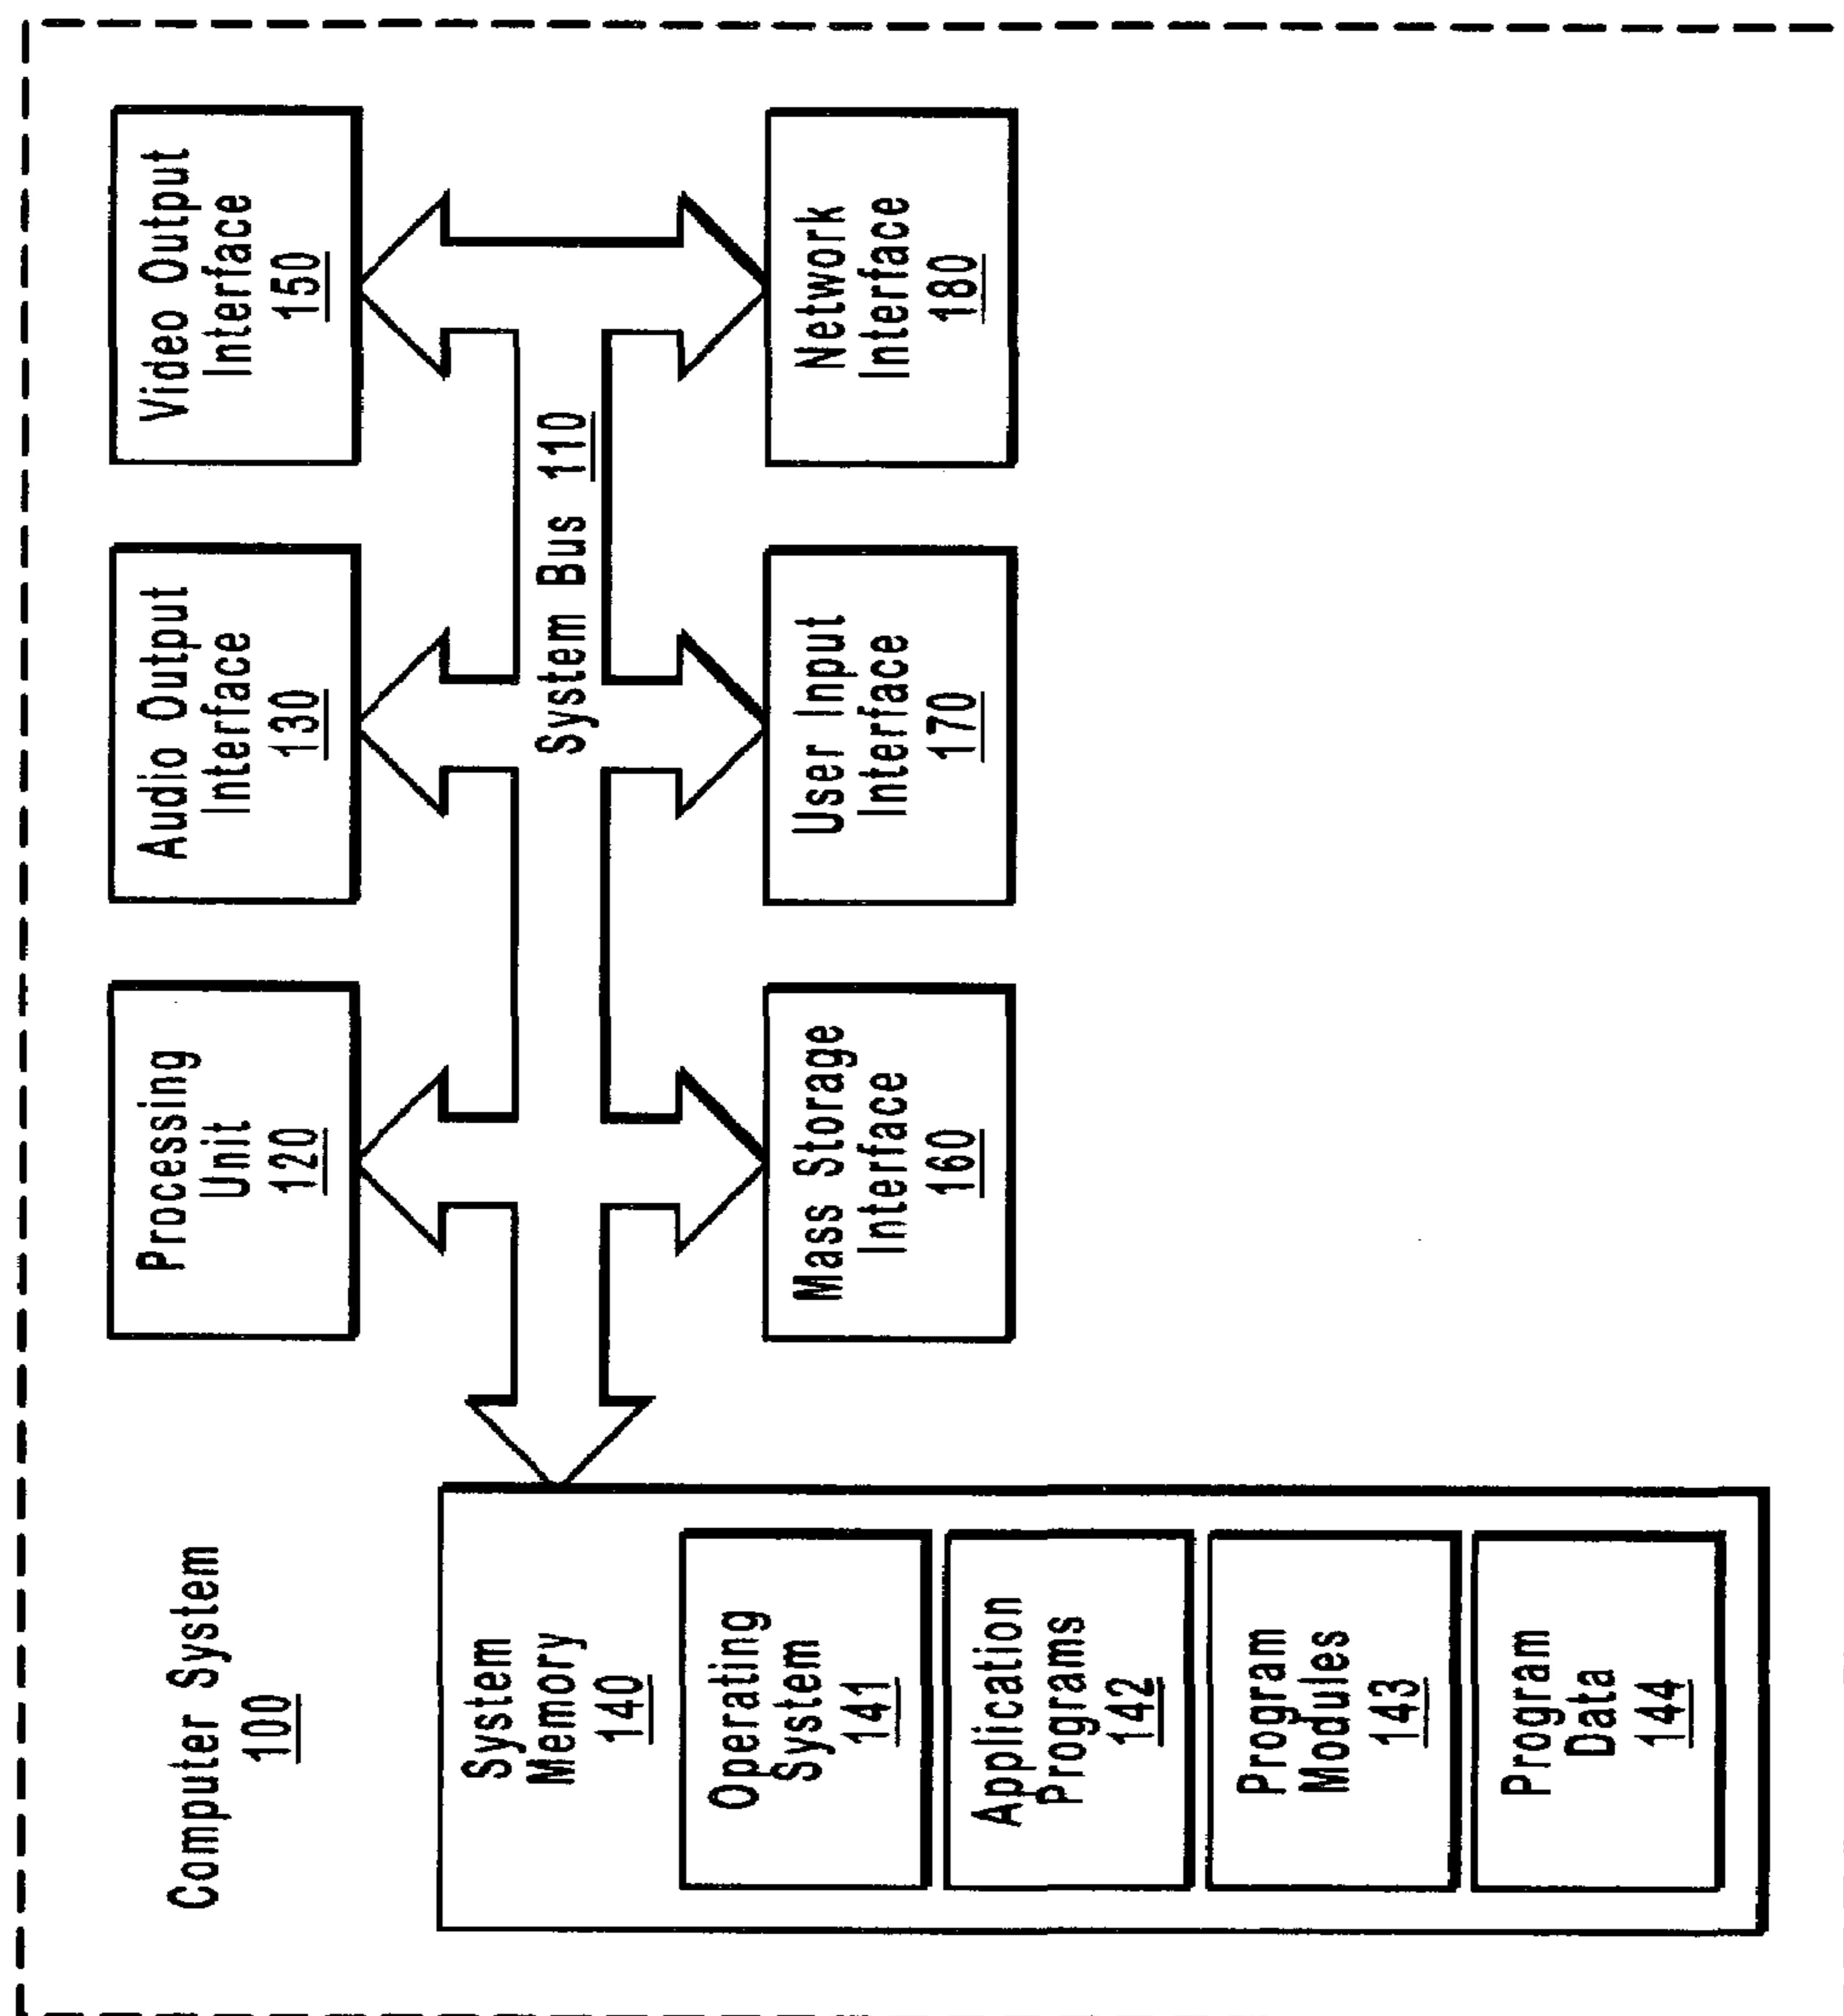 Computer System
100
System
Memory
140
Operating
System
141
Application
Programs
142
Program
Modules
143
Program
Data
144
Processing
Unit
120
Audio Output
Interface
130
Video Output
Interface
150
System Bus 110
Mass Storage
Interface
160
User Input
Interface
170
Network
Interface
180